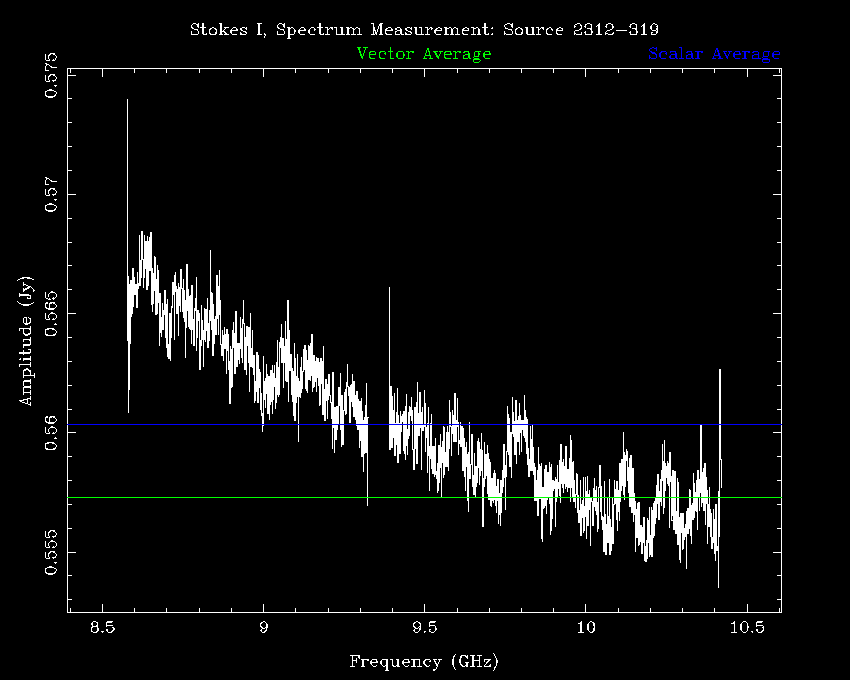 Stokes I, Spectrum Measurement: Source 2312−319
Vector Average Scalar Average
0.575
0.57
0.565
0.56
0.555
Amplitude (Jy)
8.5 9 9.5 10 10.5
Frequency (GHz)